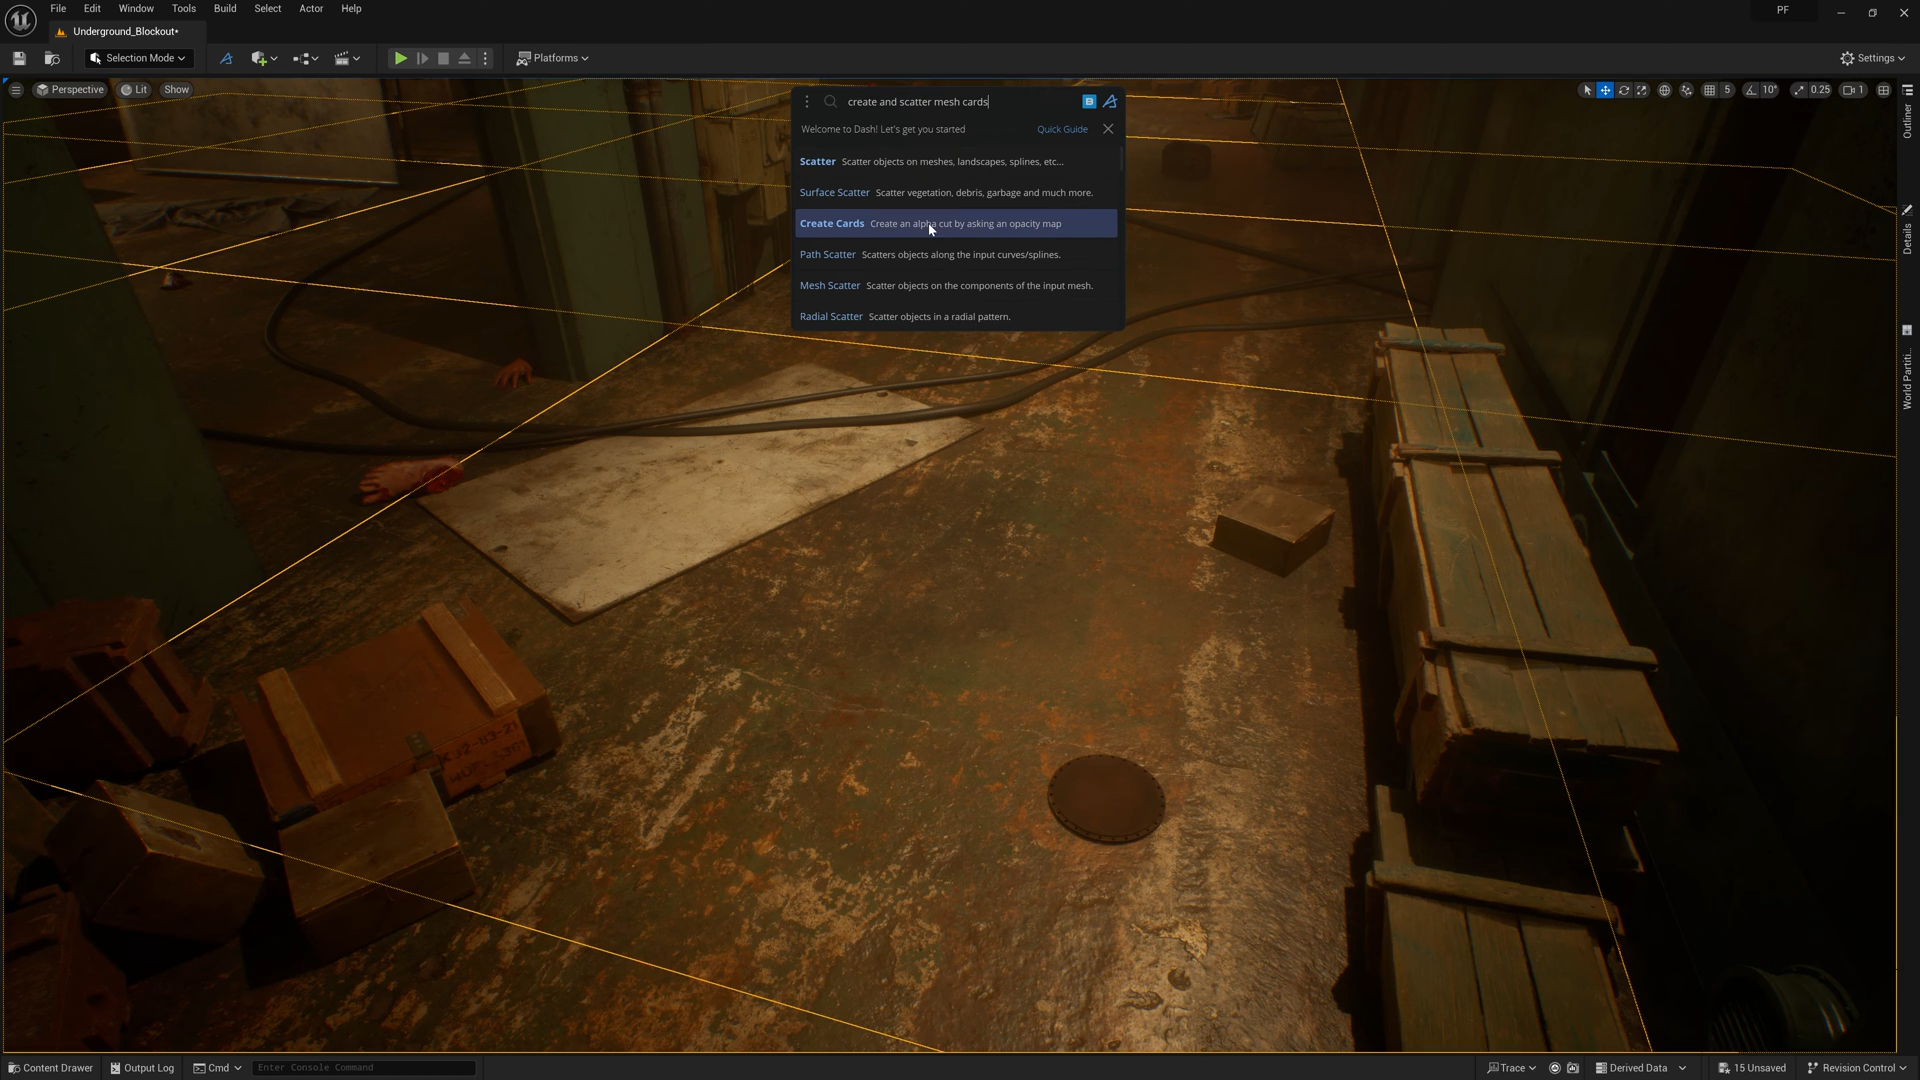 File Edit Window Tools Build Select Actor Help
PF
Underground_Blockout*
Selection Mode
Platforms
Settings
Perspective Lit Show
5 10° 0.25 1
create and scatter mesh cards
Welcome to Dash! Let's get you started Quick Guide
Scatter Scatter objects on meshes, landscapes, splines, etc...
Surface Scatter Scatter vegetation, debris, garbage and much more.
Create Cards Create an alpha cut by asking an opacity map
Path Scatter Scatters objects along the input curves/splines.
Mesh Scatter Scatter objects on the components of the input mesh.
Radial Scatter Scatter objects in a radial pattern.
Outliner
Details
World Partiti...
Content Drawer Output Log Cmd Enter Console Command
Trace Derived Data 15 Unsaved Revision Control